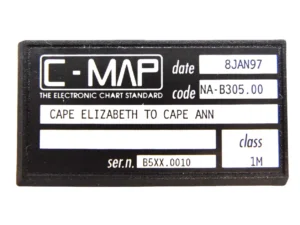 C-MAP
THE ELECTRONIC CHART STANDARD
date 8JAN97
code NA-B305.00
CAPE ELIZABETH TO CAPE ANN
class
1M
ser.n. B5XX.0010